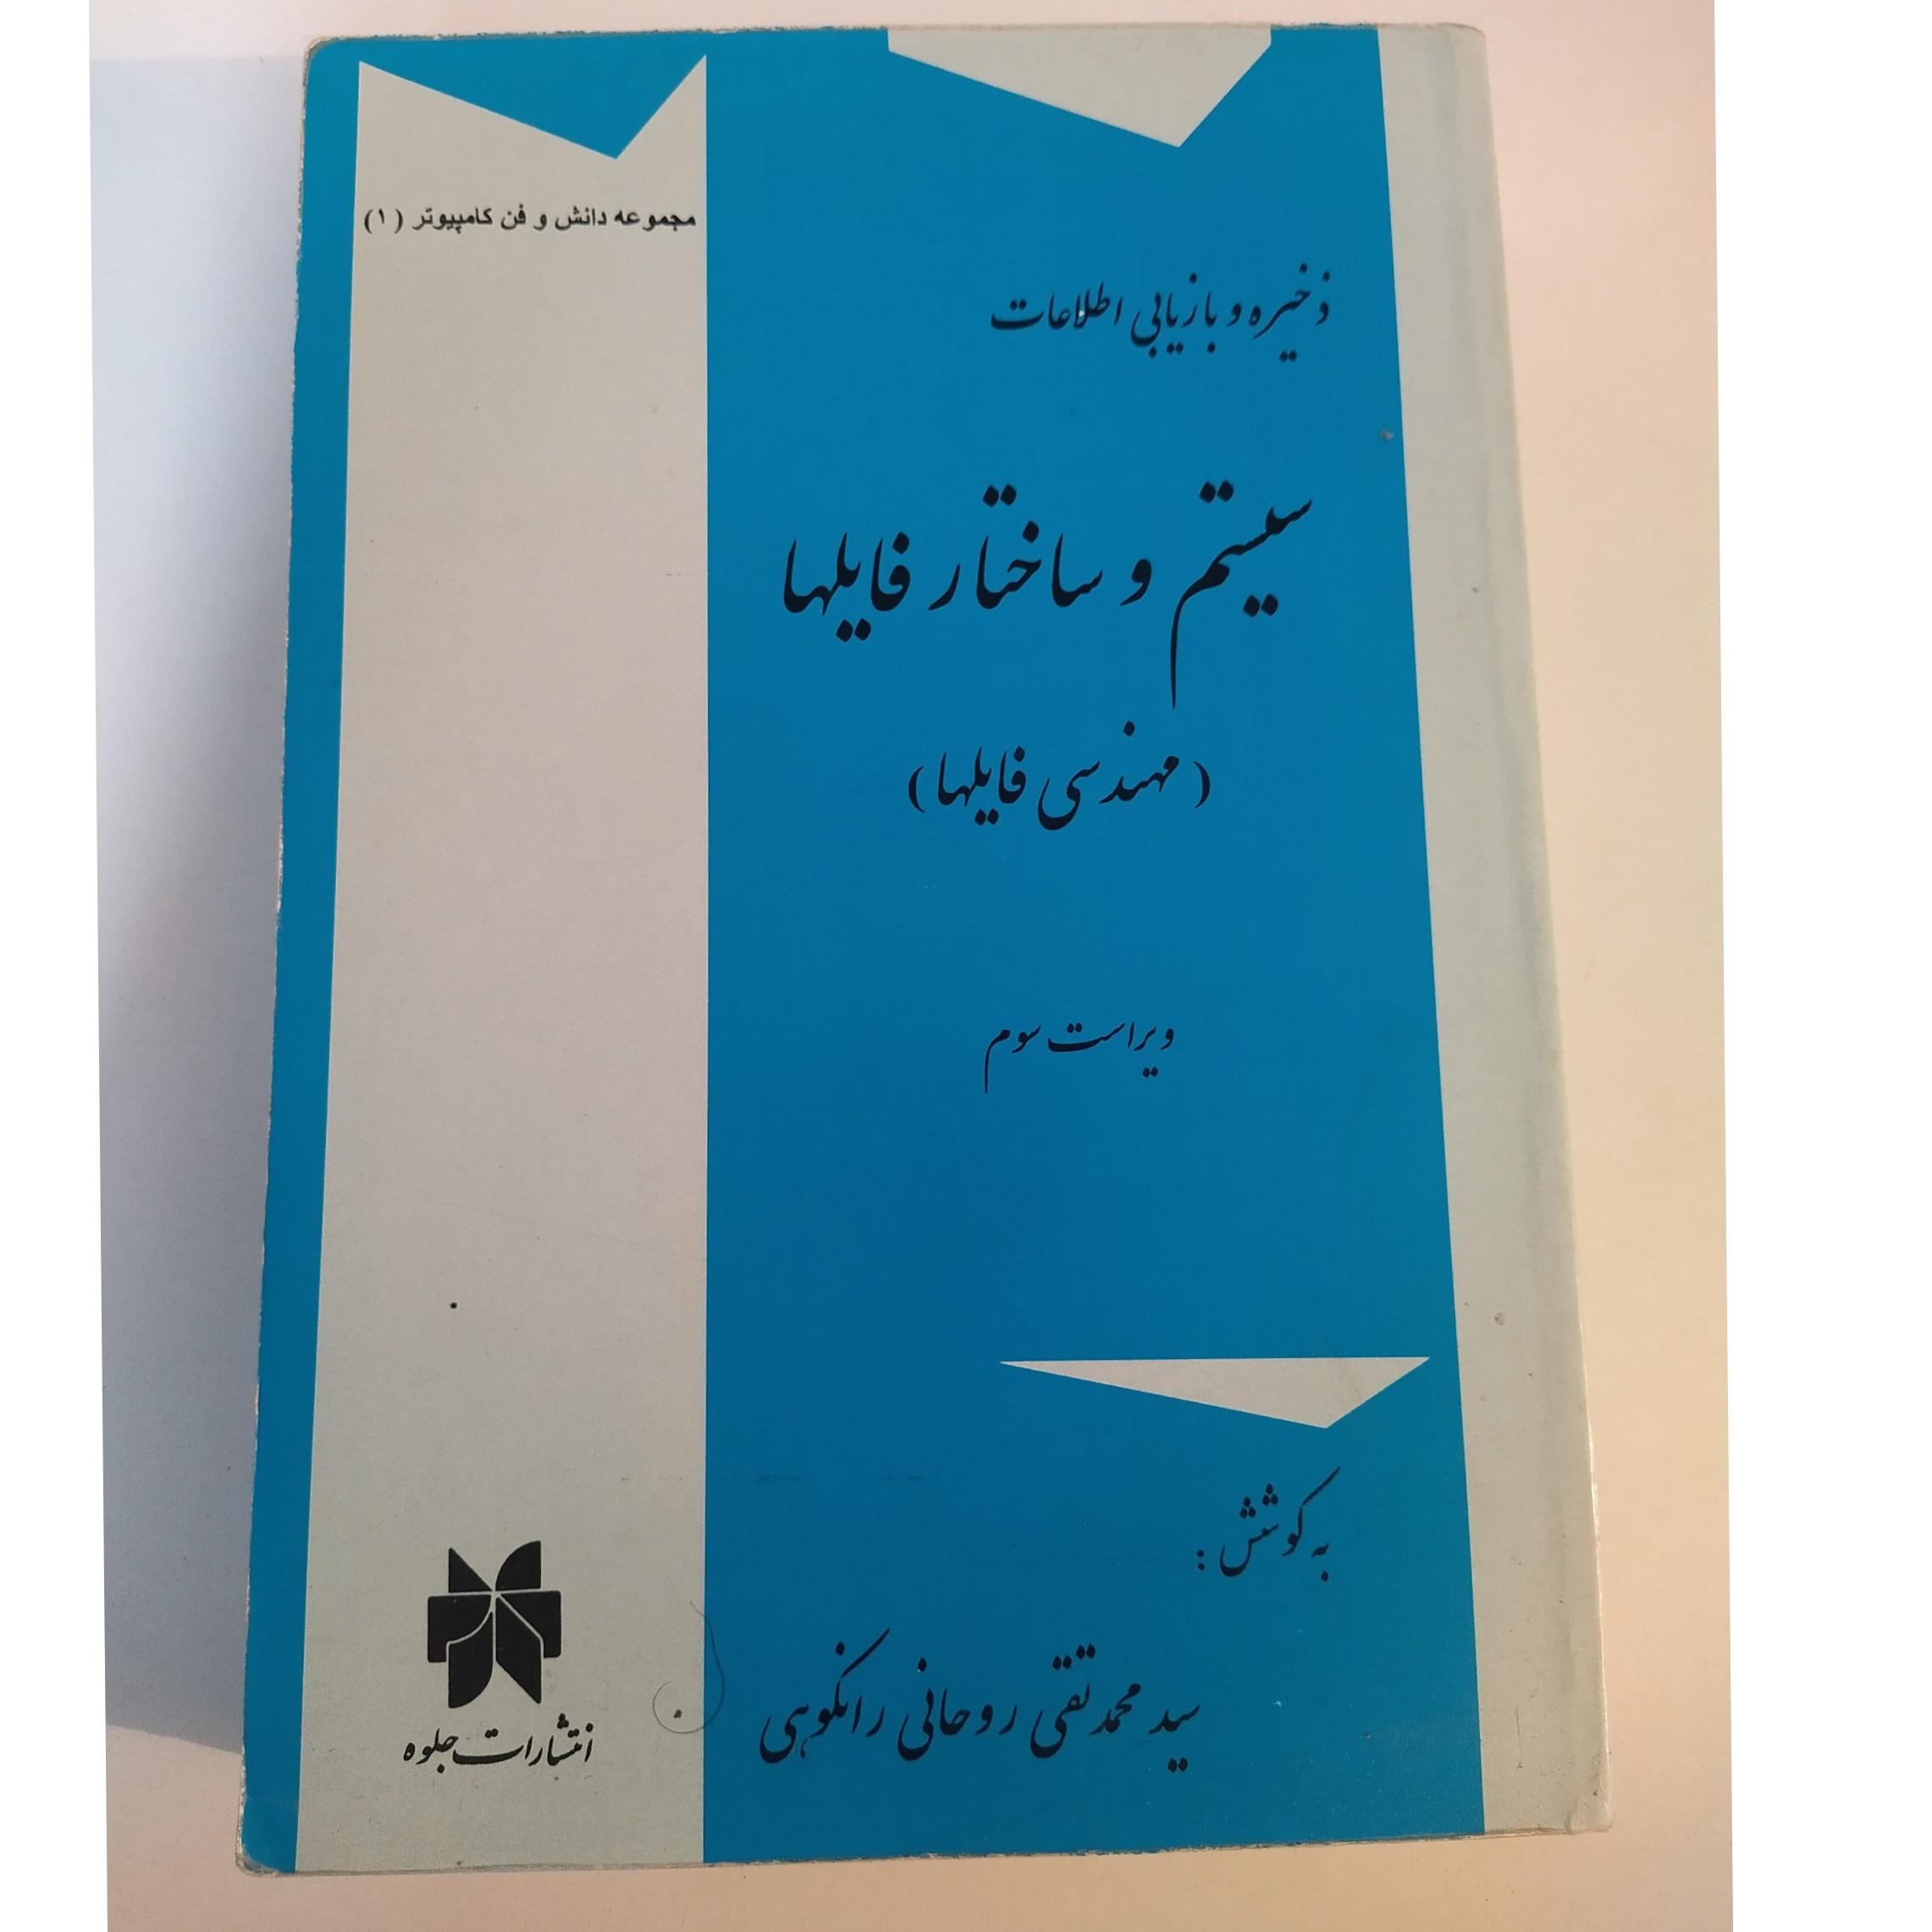 مجموعه دانش و فن کامپیوتر (۱)
ذخیره و بازیابی اطلاعات
سیستم و ساختار فایلها
(مهندسی فایلها)
ویراست سوم
به کوشش:
سید محمد تقی روحانی رانکوهی
انتشارات جلوه